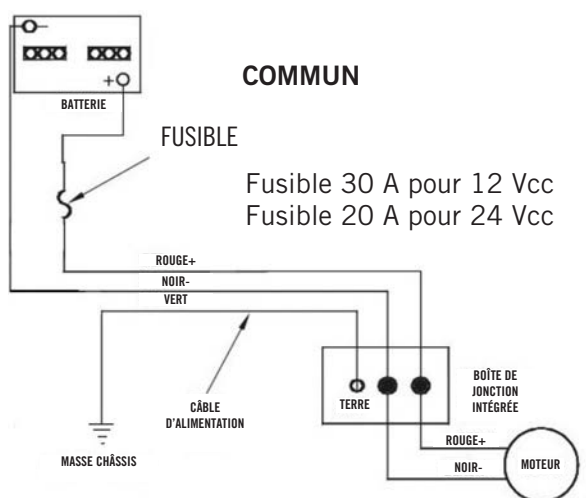 -
+
BATTERIE
COMMUN
FUSIBLE
Fusible 30 A pour 12 Vcc
Fusible 20 A pour 24 Vcc
ROUGE+
NOIR-
VERT
CÂBLE
D'ALIMENTATION
MASSE CHÂSSIS
TERRE
BOÎTE DE
JONCTION
INTÉGRÉE
ROUGE+
NOIR-
MOTEUR